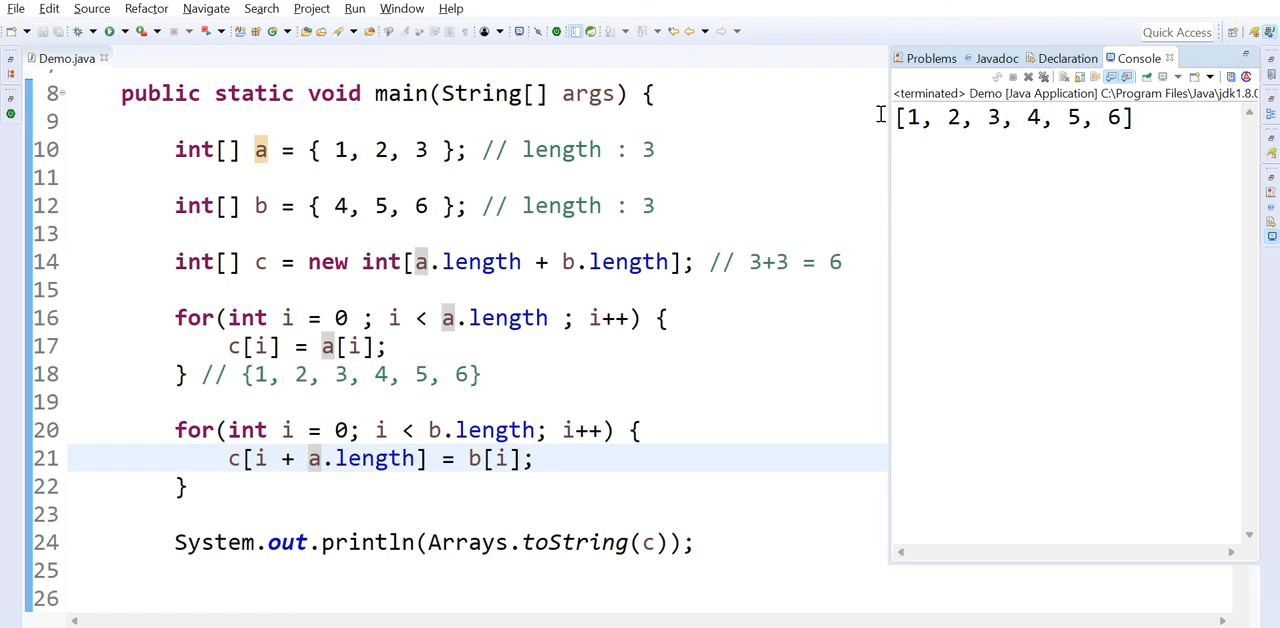 File Edit Source Refactor Navigate Search Project Run Window Help
Quick Access
Demo.java
Problems Javadoc Declaration Console
<terminated> Demo [Java Application] C:\Program Files\Java\jdk1.8.0
[1, 2, 3, 4, 5, 6]
8 public static void main(String[] args) {
9
10 int[] a = { 1, 2, 3 }; // length : 3
11
12 int[] b = { 4, 5, 6 }; // length : 3
13
14 int[] c = new int[a.length + b.length]; // 3+3 = 6
15
16 for(int i = 0 ; i < a.length ; i++) {
17 c[i] = a[i];
18 } // {1, 2, 3, 4, 5, 6}
19
20 for(int i = 0; i < b.length; i++) {
21 c[i + a.length] = b[i];
22 }
23
24 System.out.println(Arrays.toString(c));
25
26